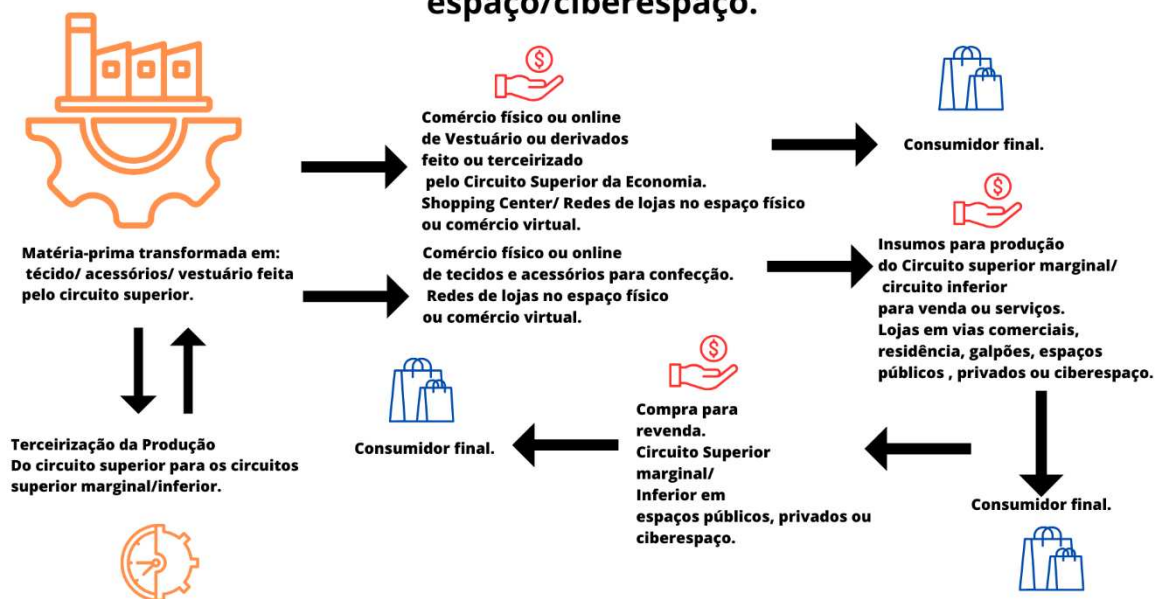 espaço/ciberespaço.
Comércio físico ou online
de Vestuário ou derivados
feito ou terceirizado
pelo Circuito Superior da Economia.
Shopping Center/ Redes de lojas no espaço físico
ou comércio virtual.
Consumidor final.
Matéria-prima transformada em:
técido/ acessórios/ vestuário feita
pelo circuito superior.
Comércio físico ou online
de tecidos e acessórios para confecção.
Redes de lojas no espaço físico
ou comércio virtual.
Insumos para produção
do Circuito superior marginal/
circuito inferior
para venda ou serviços.
Lojas em vias comerciais,
residência, galpões, espaços
públicos , privados ou ciberespaço.
Terceirização da Produção
Do circuito superior para os circuitos
superior marginal/inferior.
Consumidor final.
Compra para
revenda.
Circuito Superior
marginal/
Inferior em
espaços públicos, privados ou
ciberespaço.
Consumidor final.